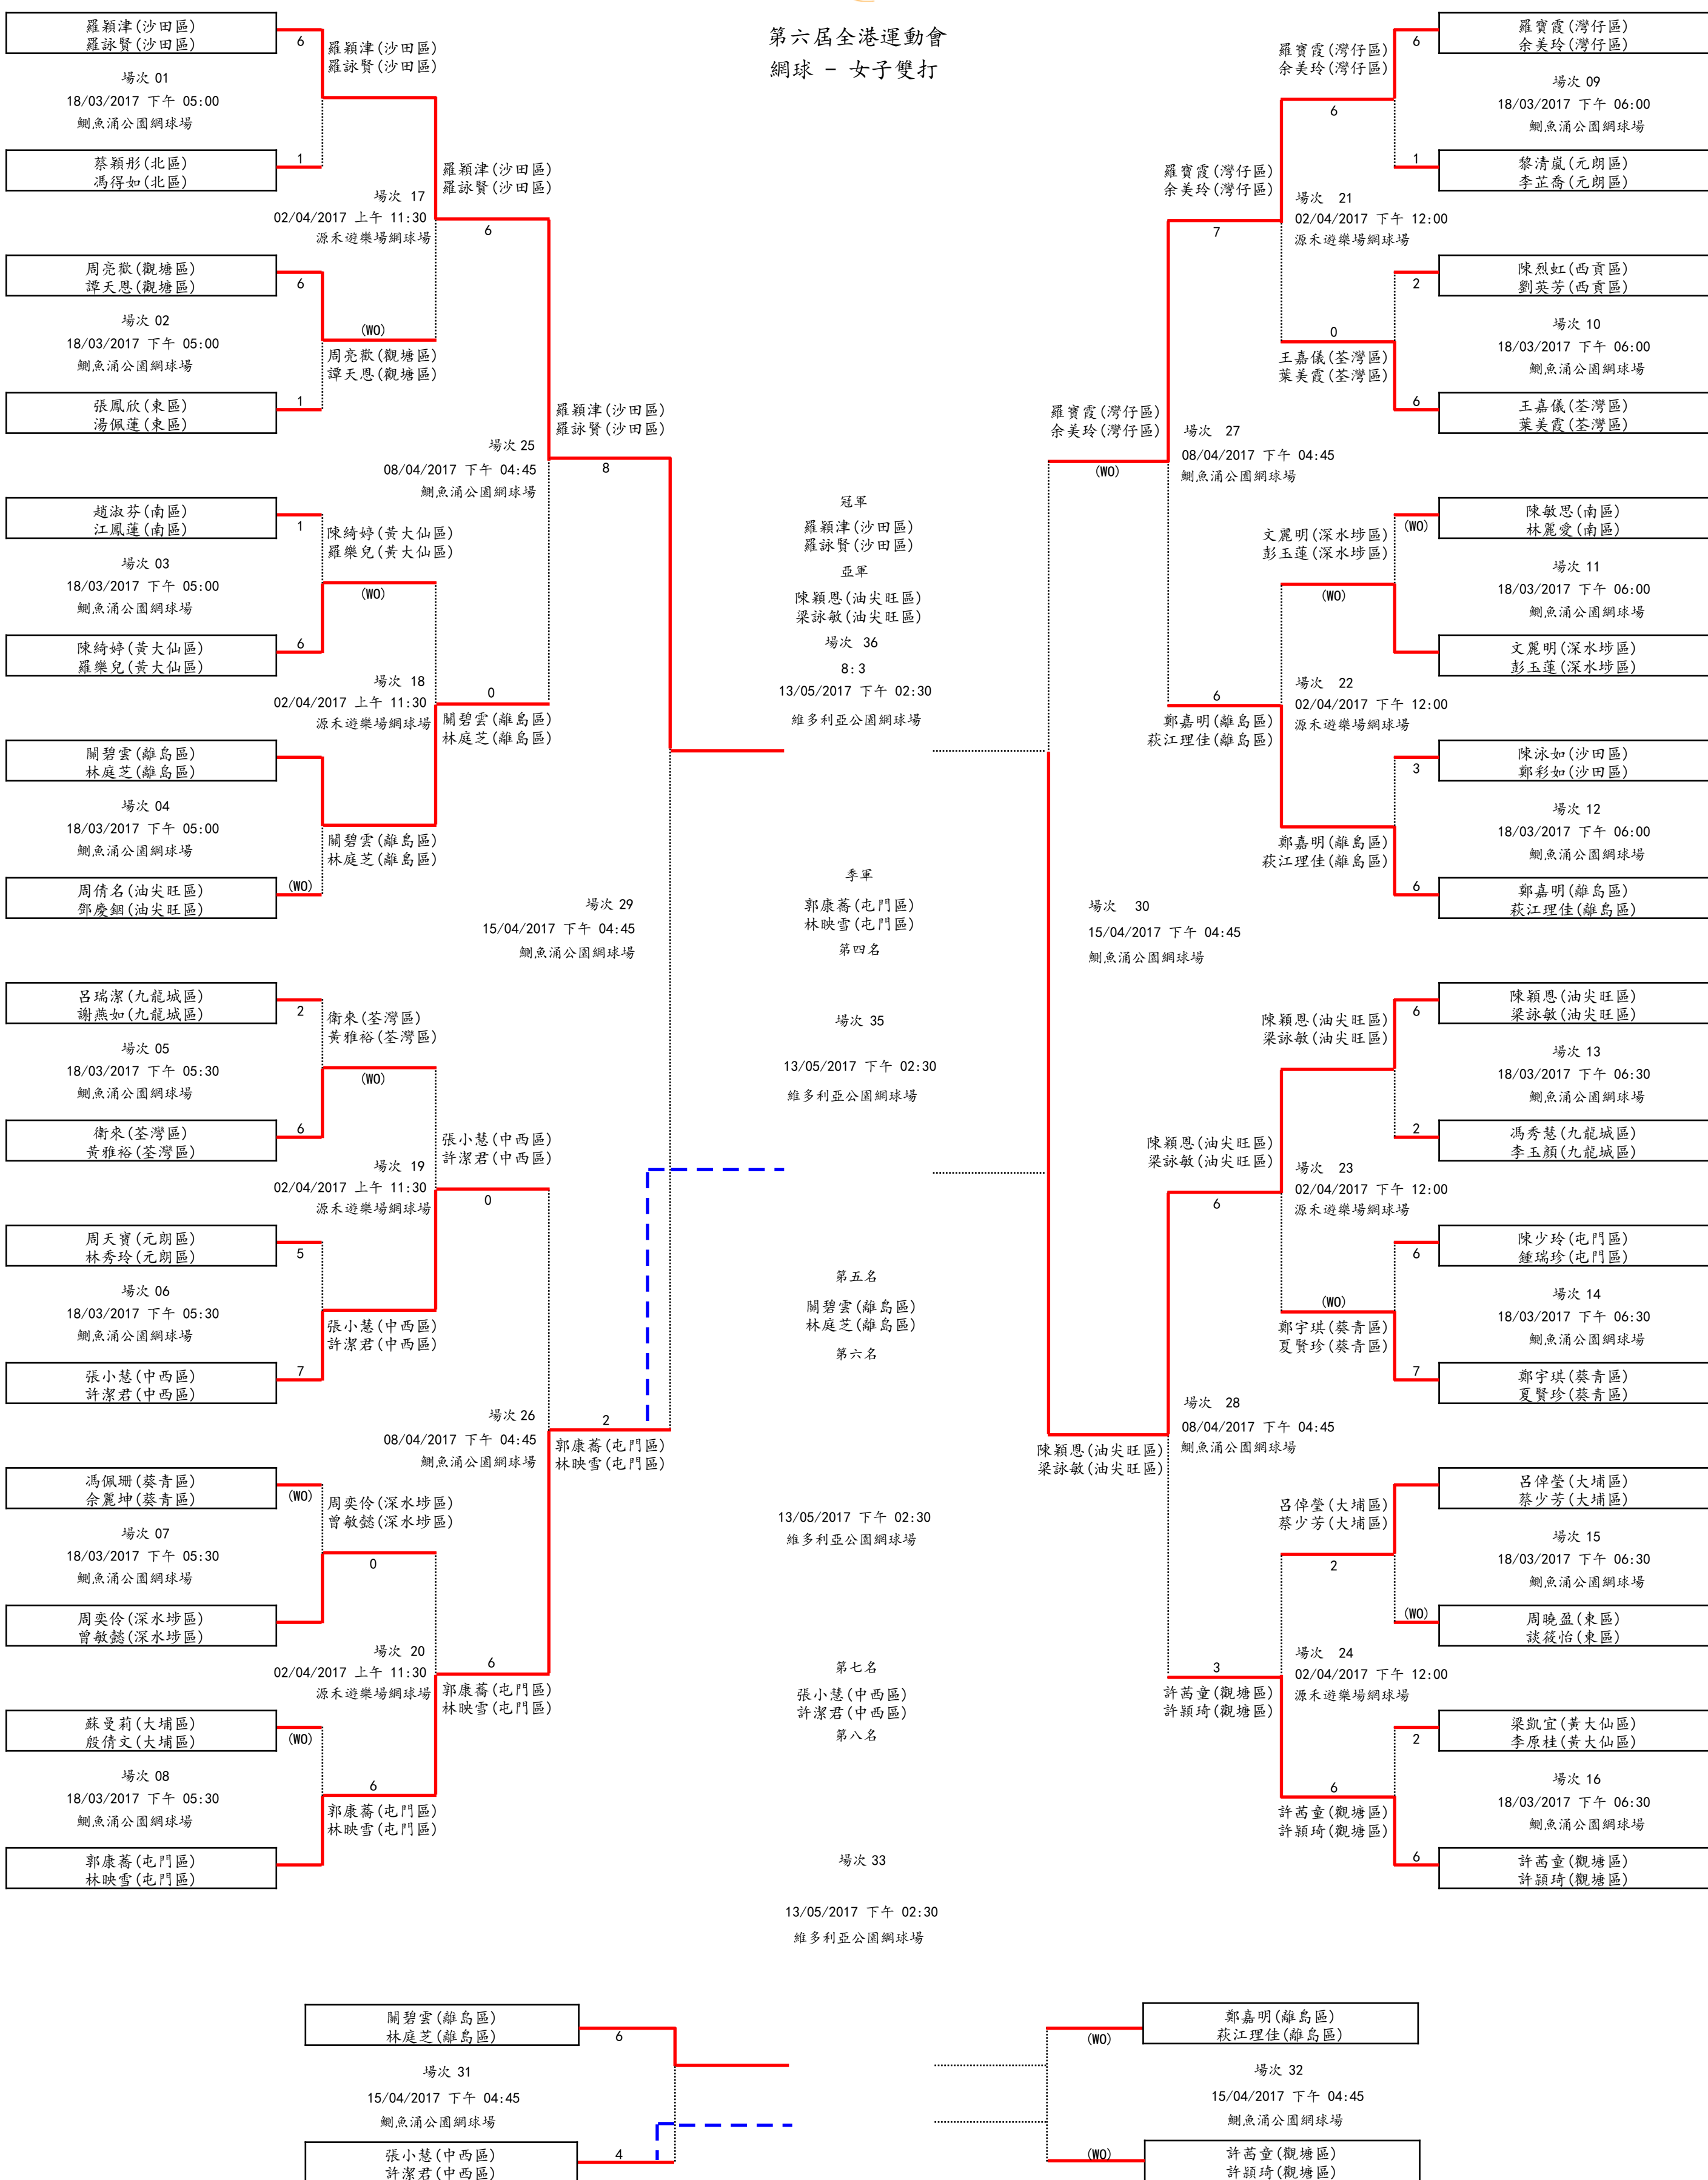 第六屆全港運動會
網球 - 女子雙打
羅穎津(沙田區)
羅詠賢(沙田區)
6
場次 01
18/03/2017 下午 05:00
鰂魚涌公園網球場
蔡穎彤(北區)
馮得如(北區)
1
羅穎津(沙田區)
羅詠賢(沙田區)
場次 17
02/04/2017 上午 11:30
源禾遊樂場網球場
周亮歡(觀塘區)
譚天恩(觀塘區)
6
場次 02
18/03/2017 下午 05:00
鰂魚涌公園網球場
張鳳欣(東區)
湯佩蓮(東區)
1
(WO)
周亮歡(觀塘區)
譚天恩(觀塘區)
羅穎津(沙田區)
羅詠賢(沙田區)
6
場次 25
08/04/2017 下午 04:45
鰂魚涌公園網球場
趙淑芬(南區)
江鳳蓮(南區)
1
場次 03
18/03/2017 下午 05:00
鰂魚涌公園網球場
陳綺婷(黃大仙區)
羅樂兒(黃大仙區)
6
陳綺婷(黃大仙區)
羅樂兒(黃大仙區)
(WO)
場次 18
02/04/2017 上午 11:30
源禾遊樂場網球場
關碧雲(離島區)
林庭芝(離島區)
場次 04
18/03/2017 下午 05:00
鰂魚涌公園網球場
周倩名(油尖旺區)
鄧慶錮(油尖旺區)
(WO)
關碧雲(離島區)
林庭芝(離島區)
0
關碧雲(離島區)
林庭芝(離島區)
羅穎津(沙田區)
羅詠賢(沙田區)
8
場次 29
15/04/2017 下午 04:45
鰂魚涌公園網球場
呂瑞潔(九龍城區)
謝燕如(九龍城區)
2
場次 05
18/03/2017 下午 05:30
鰂魚涌公園網球場
衛來(荃灣區)
黃雅裕(荃灣區)
6
衛來(荃灣區)
黃雅裕(荃灣區)
(WO)
場次 19
02/04/2017 上午 11:30
源禾遊樂場網球場
周天寶(元朗區)
林秀玲(元朗區)
5
場次 06
18/03/2017 下午 05:30
鰂魚涌公園網球場
張小慧(中西區)
許潔君(中西區)
7
張小慧(中西區)
許潔君(中西區)
張小慧(中西區)
許潔君(中西區)
0
場次 26
08/04/2017 下午 04:45
鰂魚涌公園網球場
馮佩珊(葵青區)
余麗坤(葵青區)
(WO)
場次 07
18/03/2017 下午 05:30
鰂魚涌公園網球場
周奕伶(深水埗區)
曾敏懿(深水埗區)
周奕伶(深水埗區)
曾敏懿(深水埗區)
0
場次 20
02/04/2017 上午 11:30
源禾遊樂場網球場
蘇曼莉(大埔區)
殷倩文(大埔區)
(WO)
場次 08
18/03/2017 下午 05:30
鰂魚涌公園網球場
郭康蕎(屯門區)
林映雪(屯門區)
6
郭康蕎(屯門區)
林映雪(屯門區)
6
郭康蕎(屯門區)
林映雪(屯門區)
2
郭康蕎(屯門區)
林映雪(屯門區)
冠軍
羅穎津(沙田區)
羅詠賢(沙田區)
亞軍
陳穎恩(油尖旺區)
梁詠敏(油尖旺區)
場次 36
8:3
13/05/2017 下午 02:30
維多利亞公園網球場
季軍
郭康蕎(屯門區)
林映雪(屯門區)
第四名
場次 35
13/05/2017 下午 02:30
維多利亞公園網球場
第五名
關碧雲(離島區)
林庭芝(離島區)
第六名
13/05/2017 下午 02:30
維多利亞公園網球場
第七名
張小慧(中西區)
許潔君(中西區)
第八名
場次 33
13/05/2017 下午 02:30
維多利亞公園網球場
羅寶霞(灣仔區)
余美玲(灣仔區)
6
場次 09
18/03/2017 下午 06:00
鰂魚涌公園網球場
黎清嵐(元朗區)
李芷喬(元朗區)
1
羅寶霞(灣仔區)
余美玲(灣仔區)
6
場次 21
02/04/2017 下午 12:00
源禾遊樂場網球場
陳烈虹(西貢區)
劉英芳(西貢區)
2
場次 10
18/03/2017 下午 06:00
鰂魚涌公園網球場
王嘉儀(荃灣區)
葉美霞(荃灣區)
6
0
王嘉儀(荃灣區)
葉美霞(荃灣區)
羅寶霞(灣仔區)
余美玲(灣仔區)
7
場次 27
08/04/2017 下午 04:45
鰂魚涌公園網球場
陳敏思(南區)
林麗愛(南區)
(WO)
場次 11
18/03/2017 下午 06:00
鰂魚涌公園網球場
文麗明(深水埗區)
彭玉蓮(深水埗區)
文麗明(深水埗區)
彭玉蓮(深水埗區)
(WO)
場次 22
02/04/2017 下午 12:00
源禾遊樂場網球場
陳泳如(沙田區)
鄭彩如(沙田區)
3
場次 12
18/03/2017 下午 06:00
鰂魚涌公園網球場
鄭嘉明(離島區)
萩江理佳(離島區)
6
鄭嘉明(離島區)
萩江理佳(離島區)
6
鄭嘉明(離島區)
萩江理佳(離島區)
羅寶霞(灣仔區)
余美玲(灣仔區)
(WO)
場次 30
15/04/2017 下午 04:45
鰂魚涌公園網球場
陳穎恩(油尖旺區)
梁詠敏(油尖旺區)
6
場次 13
18/03/2017 下午 06:30
鰂魚涌公園網球場
馮秀慧(九龍城區)
李玉顏(九龍城區)
2
陳穎恩(油尖旺區)
梁詠敏(油尖旺區)
場次 23
02/04/2017 下午 12:00
源禾遊樂場網球場
陳少玲(屯門區)
鍾瑞珍(屯門區)
6
場次 14
18/03/2017 下午 06:30
鰂魚涌公園網球場
鄭宇琪(葵青區)
夏賢珍(葵青區)
7
(WO)
鄭宇琪(葵青區)
夏賢珍(葵青區)
陳穎恩(油尖旺區)
梁詠敏(油尖旺區)
6
場次 28
08/04/2017 下午 04:45
鰂魚涌公園網球場
陳穎恩(油尖旺區)
梁詠敏(油尖旺區)
呂倬瑩(大埔區)
蔡少芳(大埔區)
場次 15
18/03/2017 下午 06:30
鰂魚涌公園網球場
周曉盈(東區)
談筱怡(東區)
(WO)
呂倬瑩(大埔區)
蔡少芳(大埔區)
2
場次 24
02/04/2017 下午 12:00
源禾遊樂場網球場
梁凱宜(黃大仙區)
李原桂(黃大仙區)
2
場次 16
18/03/2017 下午 06:30
鰂魚涌公園網球場
許茜童(觀塘區)
許潁琦(觀塘區)
6
6
許茜童(觀塘區)
許潁琦(觀塘區)
3
許茜童(觀塘區)
許潁琦(觀塘區)
關碧雲(離島區)
林庭芝(離島區)
6
場次 31
15/04/2017 下午 04:45
鰂魚涌公園網球場
張小慧(中西區)
許潔君(中西區)
4
鄭嘉明(離島區)
萩江理佳(離島區)
(WO)
場次 32
15/04/2017 下午 04:45
鰂魚涌公園網球場
許茜童(觀塘區)
許潁琦(觀塘區)
(WO)